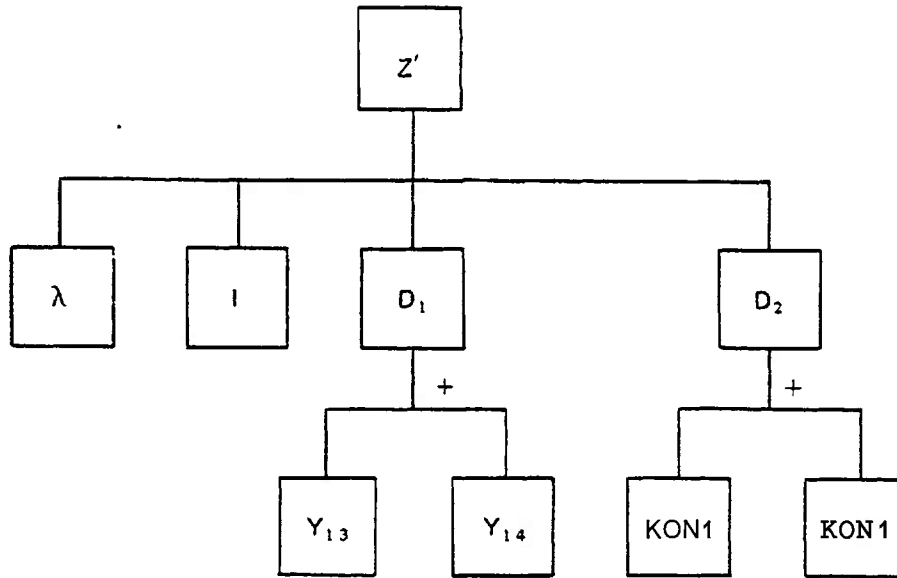 Z′
λ I D₁ D₂
+ +
Y₁₃ Y₁₄ KON1 KON1